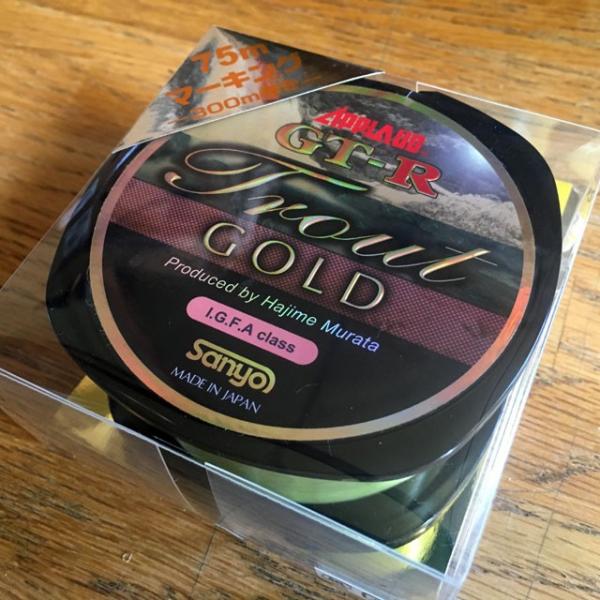 75m
マーキング
300m
APPLAUD
GT-R
Trout
GOLD
Produced by Hajime Murata
I.G.F.A class
Sanyo
MADE IN JAPAN